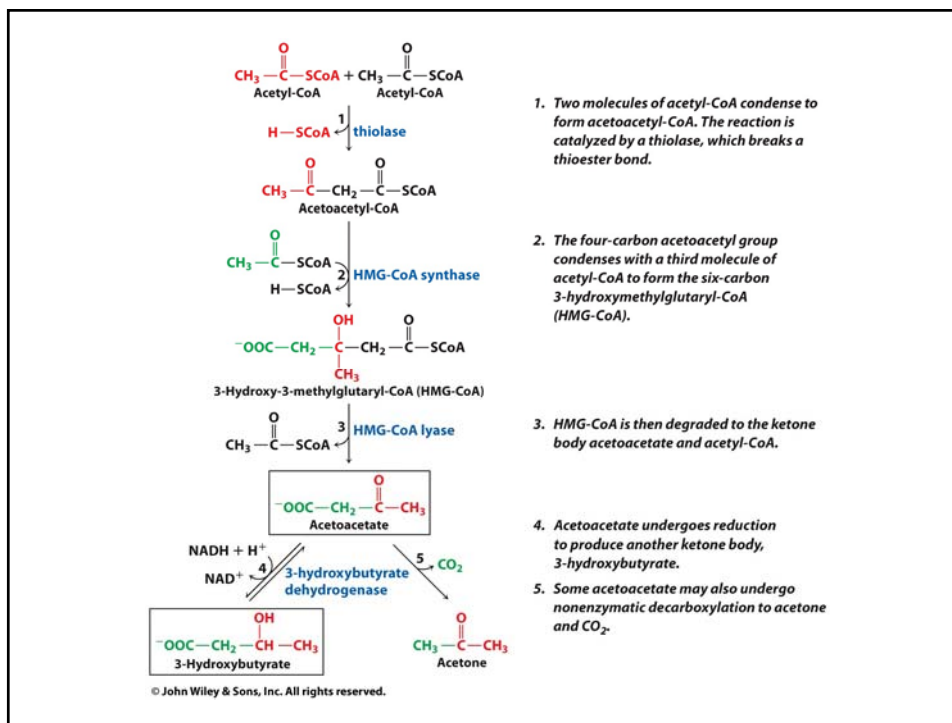 O
CH3—C—SCoA + CH3—C—SCoA
O
Acetyl-CoA
Acetyl-CoA
1
H—SCoA
thiolase
O
O
CH3—C—CH2—C—SCoA
Acetoacetyl-CoA
O
CH3—C—SCoA
2
HMG-CoA synthase
H—SCoA
OH
O
−OOC—CH2—C—CH2—C—SCoA
CH3
3-Hydroxy-3-methylglutaryl-CoA (HMG-CoA)
O
3
HMG-CoA lyase
CH3—C—SCoA
O
−OOC—CH2—C—CH3
Acetoacetate
NADH + H+
4
NAD+
3-hydroxybutyrate
dehydrogenase
5
CO2
OH
−OOC—CH2—CH—CH3
3-Hydroxybutyrate
O
CH3—C—CH3
Acetone
© John Wiley & Sons, Inc. All rights reserved.
1. Two molecules of acetyl-CoA condense to
form acetoacetyl-CoA. The reaction is
catalyzed by a thiolase, which breaks a
thioester bond.
2. The four-carbon acetoacetyl group
condenses with a third molecule of
acetyl-CoA to form the six-carbon
3-hydroxymethylglutaryl-CoA
(HMG-CoA).
3. HMG-CoA is then degraded to the ketone
body acetoacetate and acetyl-CoA.
4. Acetoacetate undergoes reduction
to produce another ketone body,
3-hydroxybutyrate.
5. Some acetoacetate may also undergo
nonenzymatic decarboxylation to acetone
and CO2.